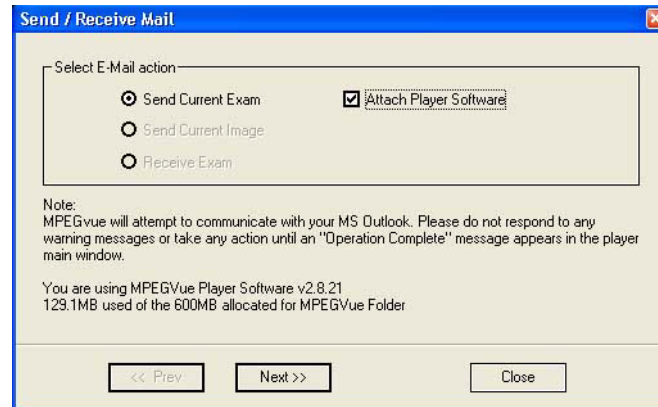 Send / Receive Mail
Select E-Mail action
Send Current Exam
Attach Player Software
Send Current Image
Receive Exam
Note:
MPEGvue will attempt to communicate with your MS Outlook. Please do not respond to any
warning messages or take any action until an "Operation Complete" message appears in the player
main window.
You are using MPEGVue Player Software v2.8.21
129.1MB used of the 600MB allocated for MPEGVue Folder
<< Prev
Next >>
Close